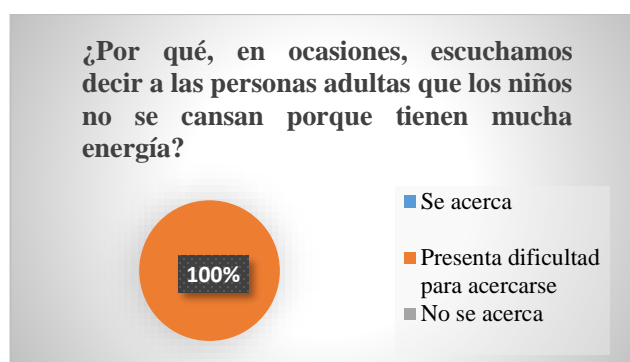 ¿Por qué, en ocasiones, escuchamos
decir a las personas adultas que los niños
no se cansan porque tienen mucha
energía?
Se acerca
100%
Presenta dificultad
para acercarse
No se acerca